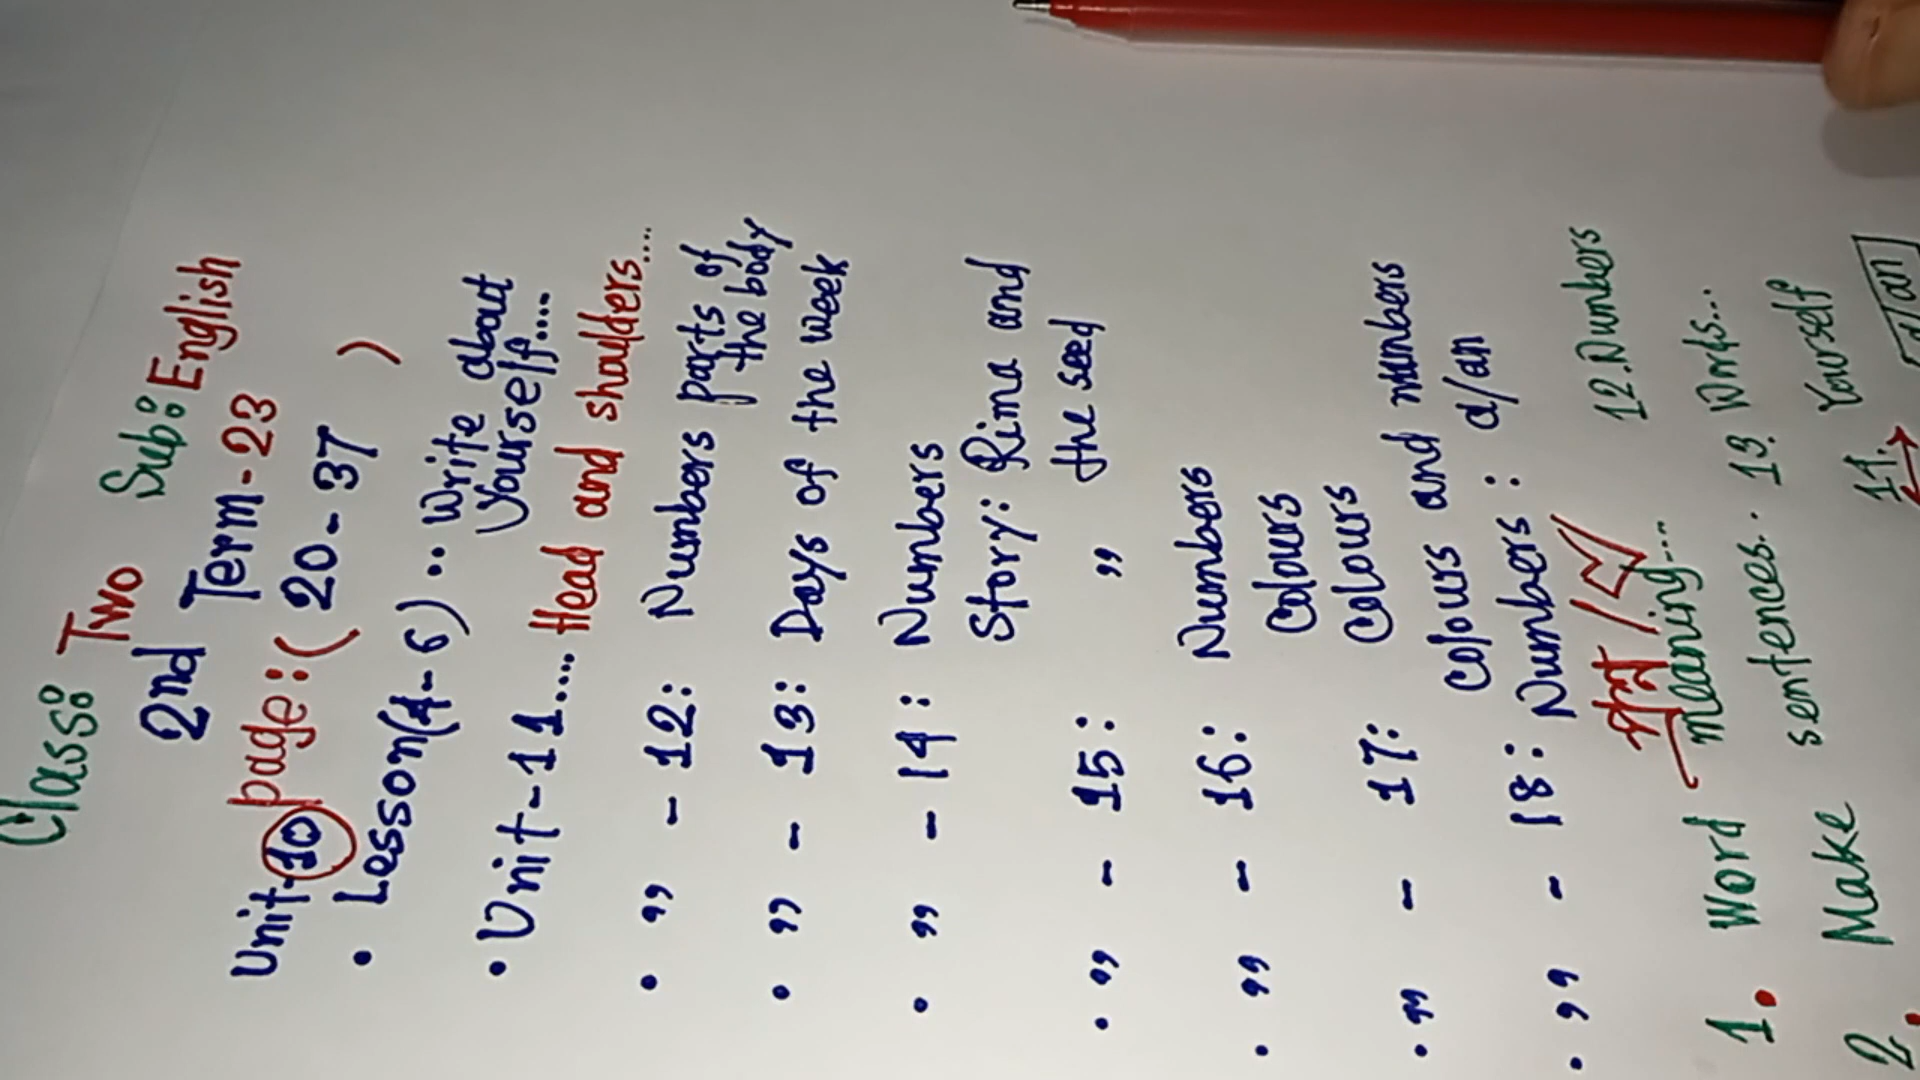 Class: Two Sub: English
2nd Term-23
Unit-10 page: (20-37 )
• Lesson(4-6) .. Write about
Yourself....
• Unit-11.... Head and shoulders....
• ,, - 12: Numbers parts of
the body
• ,, - 13: Days of the week
• ,, - 14: Numbers
Story: Rima and
• ,, - 15: ,, the seed
• ,, - 16: Numbers
Colours
• ,, - 17: Colours
Colours and numbers
• ,, - 18: Numbers: a/an
1. Word meaning... 12. Numbers
2. Make sentences.. 13. Words...
11. Yourself
a/an